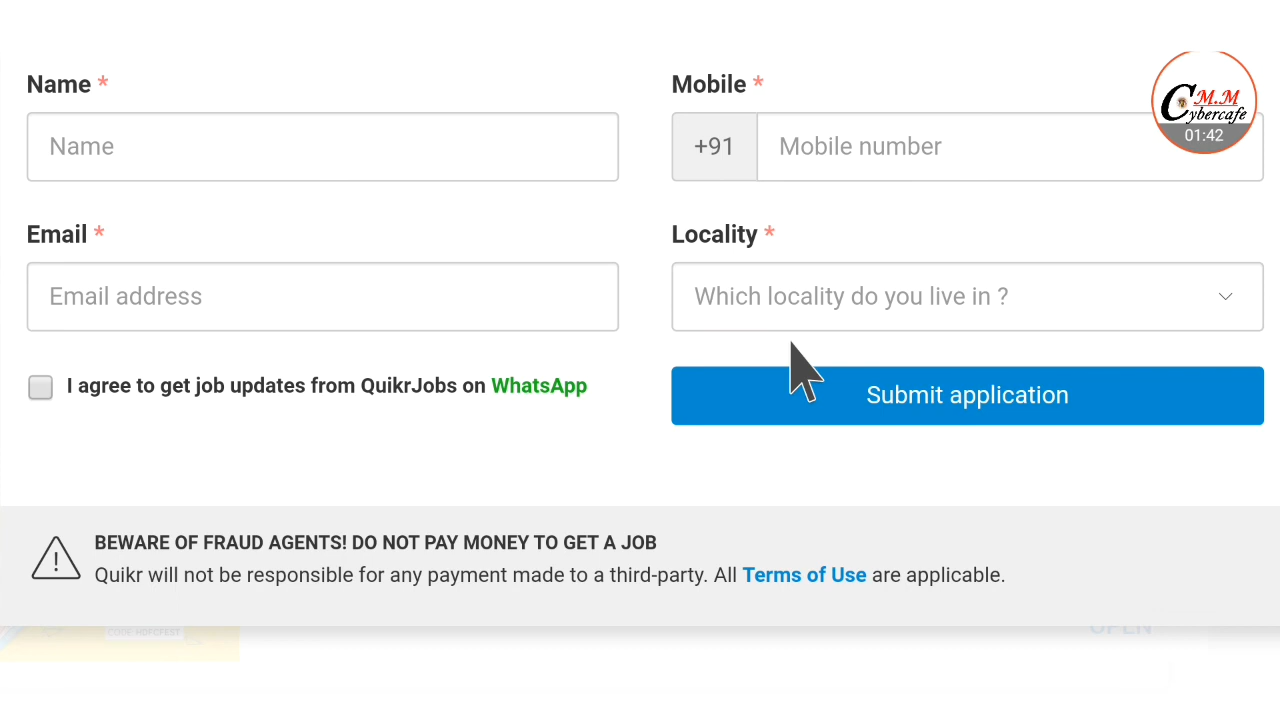 Name *
Mobile *
M.M
Cybercafe
01:42
Name
+91
Mobile number
Email *
Locality *
Email address
Which locality do you live in ?
I agree to get job updates from QuikrJobs on WhatsApp
Submit application
BEWARE OF FRAUD AGENTS! DO NOT PAY MONEY TO GET A JOB
Quikr will not be responsible for any payment made to a third-party. All Terms of Use are applicable.
CODE HDFCFEST
OPEN